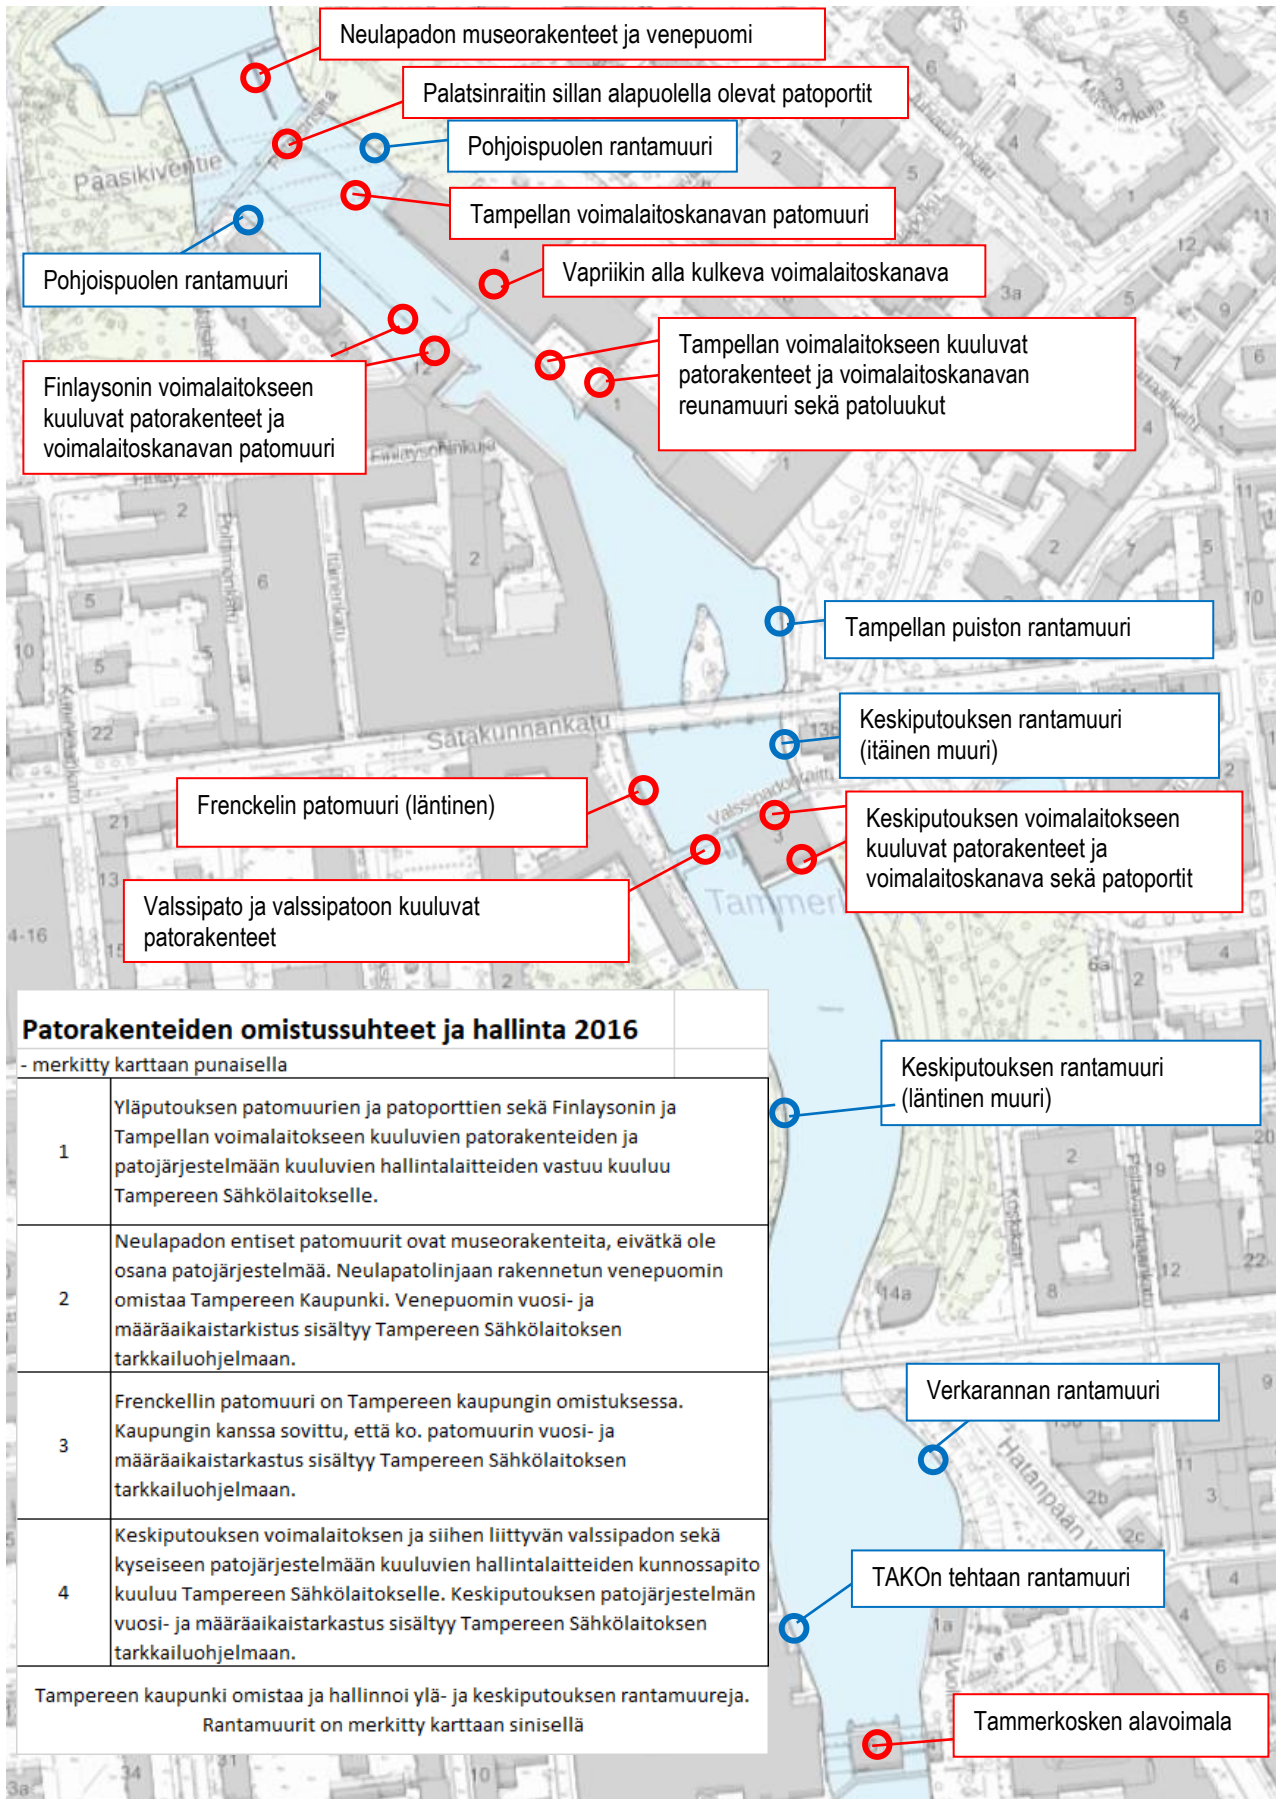 Neulapadon museorakenteet ja venepuomi
Palatsinraitin sillan alapuolella olevat patoportit
Pohjoispuolen rantamuuri
Paasikiventie
Tampellan voimalaitoskanavan patomuuri
Pohjoispuolen rantamuuri
Vapriikin alla kulkeva voimalaitoskanava
Tampellan voimalaitokseen kuuluvat
patorakenteet ja voimalaitoskanavan
reunamuuri sekä patoluukut
Finlaysonin voimalaitokseen
kuuluvat patorakenteet ja
voimalaitoskanavan patomuuri
Finlaysoninkuja
Tampellan puiston rantamuuri
Keskiputouksen rantamuuri
(itäinen muuri)
Satakunnankatu
Valssipadonraitti
Frenckelin patomuuri (läntinen)
Keskiputouksen voimalaitokseen
kuuluvat patorakenteet ja
voimalaitoskanava sekä patoportit
Valssipato ja valssipatoon kuuluvat
patorakenteet
4-16
6a
Patorakenteiden omistussuhteet ja hallinta 2016
- merkitty karttaan punaisella
1
Yläputouksen patomuurien ja patoporttien sekä Finlaysonin ja
Tampellan voimalaitokseen kuuluvien patorakenteiden ja
patojärjestelmään kuuluvien hallintalaitteiden vastuu kuuluu
Tampereen Sähkölaitokselle.
2
Neulapadon entiset patomuurit ovat museorakenteita, eivätkä ole
osana patojärjestelmää. Neulapatolinjaan rakennetun venepuomin
omistaa Tampereen Kaupunki. Venepuomin vuosi- ja
määräaikaistarkistus sisältyy Tampereen Sähkölaitoksen
tarkkailuohjelmaan.
3
Frenckellin patomuuri on Tampereen kaupungin omistuksessa.
Kaupungin kanssa sovittu, että ko. patomuurin vuosi- ja
määräaikaistarkastus sisältyy Tampereen Sähkölaitoksen
tarkkailuohjelmaan.
4
Keskiputouksen voimalaitoksen ja siihen liittyvän valssipadon sekä
kyseiseen patojärjestelmään kuuluvien hallintalaitteiden kunnossapito
kuuluu Tampereen Sähkölaitokselle. Keskiputouksen patojärjestelmän
vuosi- ja määräaikaistarkastus sisältyy Tampereen Sähkölaitoksen
tarkkailuohjelmaan.
Tampereen kaupunki omistaa ja hallinnoi ylä- ja keskiputouksen rantamuureja.
Rantamuurit on merkitty karttaan sinisellä
Keskiputouksen rantamuuri
(läntinen muuri)
Koskikatu
14a
Verkarannan rantamuuri
Hatanpään
2b
2c
TAKOn tehtaan rantamuuri
1a
Tammerkosken alavoimala